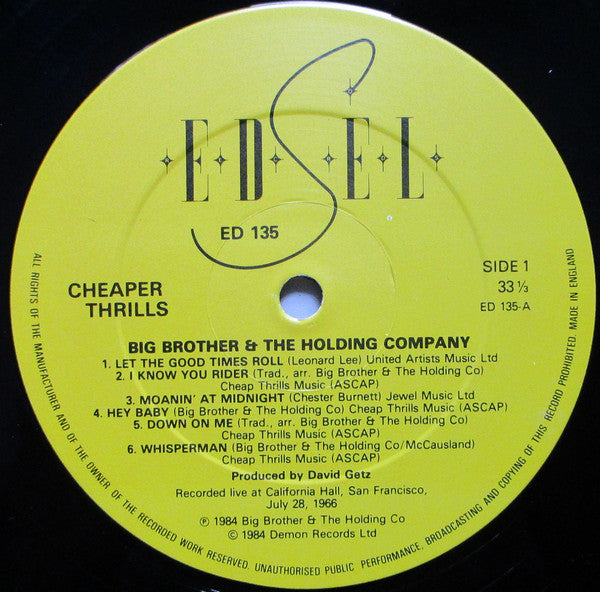 EDSEL
ED 135
CHEAPER
THRILLS
SIDE 1
33 ⅓
ED 135-A
BIG BROTHER & THE HOLDING COMPANY
1. LET THE GOOD TIMES ROLL (Leonard Lee) United Artists Music Ltd
2. I KNOW YOU RIDER (Trad., arr. Big Brother & The Holding Co)
Cheap Thrills Music (ASCAP)
3. MOANIN' AT MIDNIGHT (Chester Burnett) Jewel Music Ltd
4. HEY BABY (Big Brother & The Holding Co) Cheap Thrills Music (ASCAP)
5. DOWN ON ME (Trad., arr. Big Brother & The Holding Co)
Cheap Thrills Music (ASCAP)
6. WHISPERMAN (Big Brother & The Holding Co/McCausland)
Cheap Thrills Music (ASCAP)
Produced by David Getz
Recorded live at California Hall, San Francisco,
July 28, 1966
℗ 1984 Big Brother & The Holding Co
© 1984 Demon Records Ltd
ALL RIGHTS OF THE MANUFACTURER AND OF THE OWNER OF THE RECORDED WORK RESERVED. UNAUTHORISED PUBLIC PERFORMANCE, BROADCASTING AND COPYING OF THIS RECORD PROHIBITED. MADE IN ENGLAND